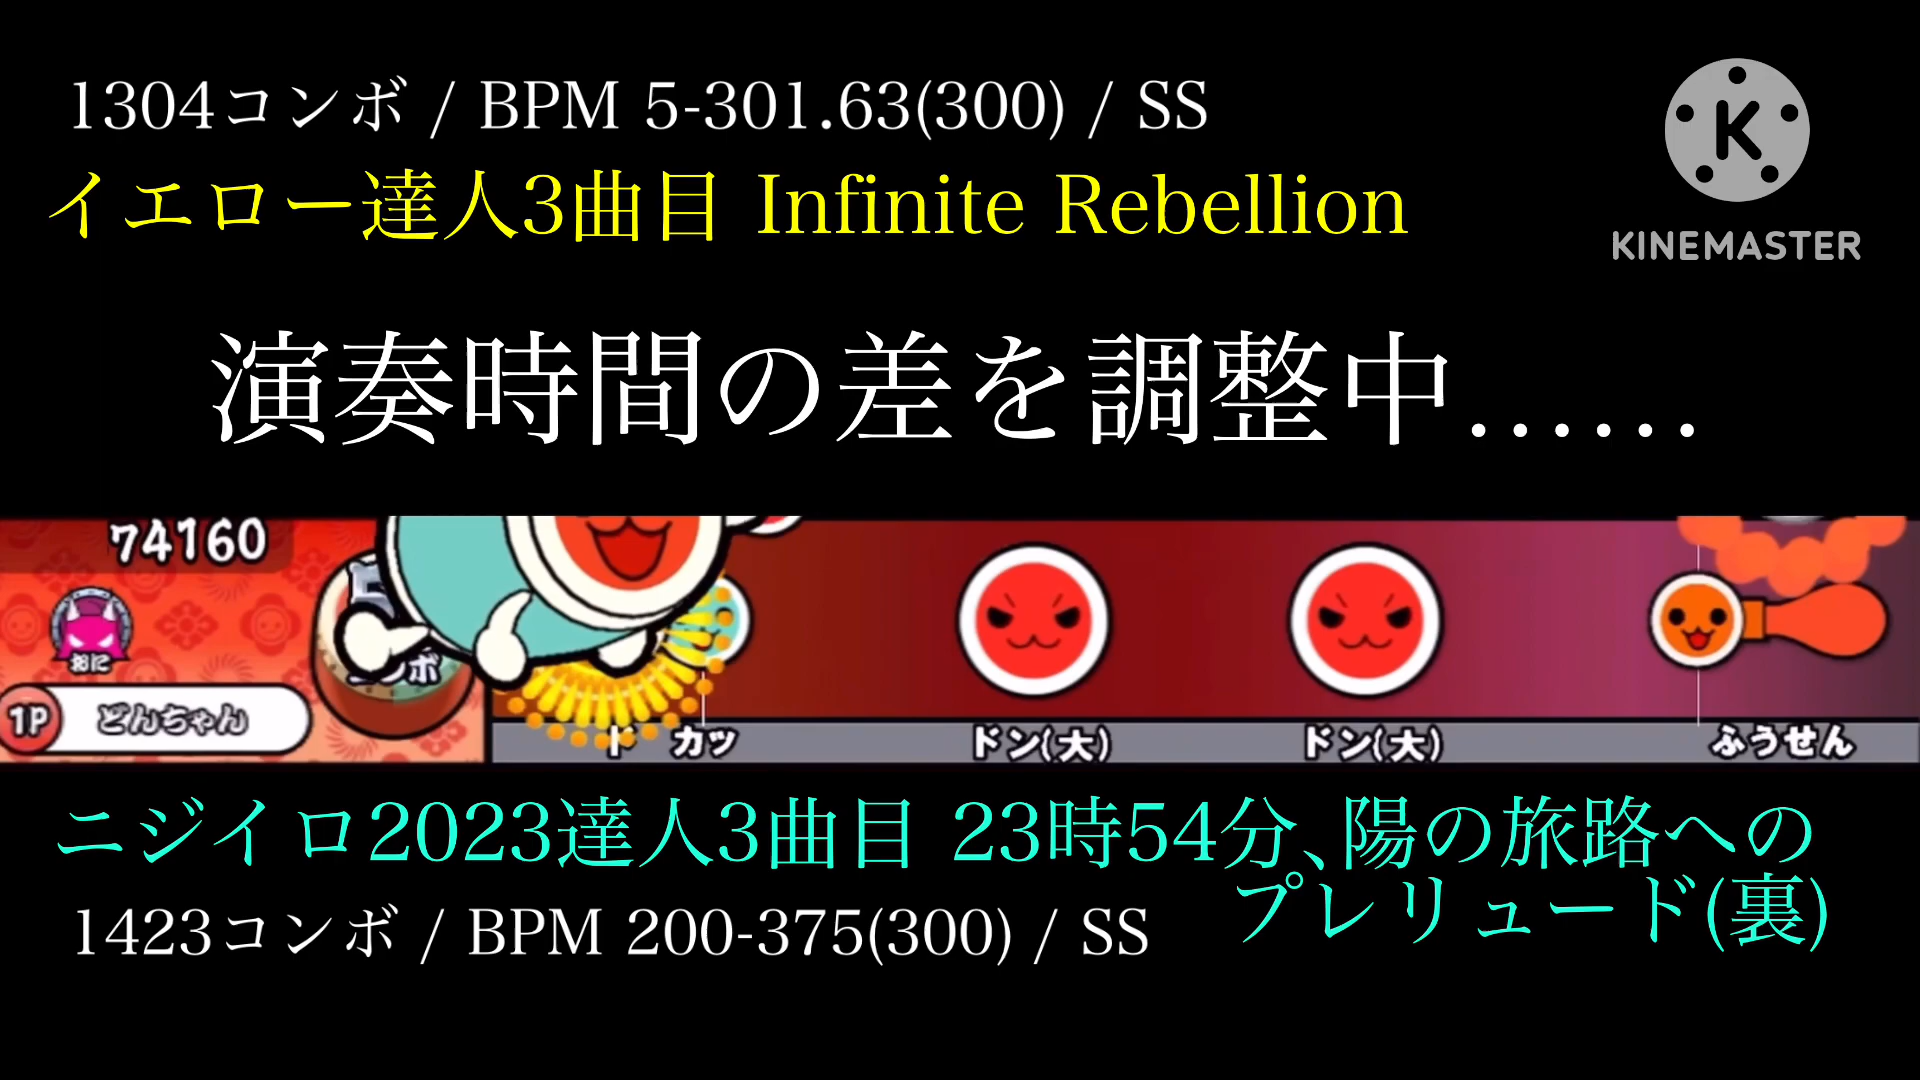 1304コンボ / BPM 5-301.63(300) / SS
イエロー達人3曲目 Infinite Rebellion
KINEMASTER
演奏時間の差を調整中......
74160
おに
1P どんちゃん
ド カッ ドン(大) ドン(大) ふうせん
ニジイロ2023達人3曲目 23時54分、陽の旅路への
プレリュード(裏)
1423コンボ / BPM 200-375(300) / SS